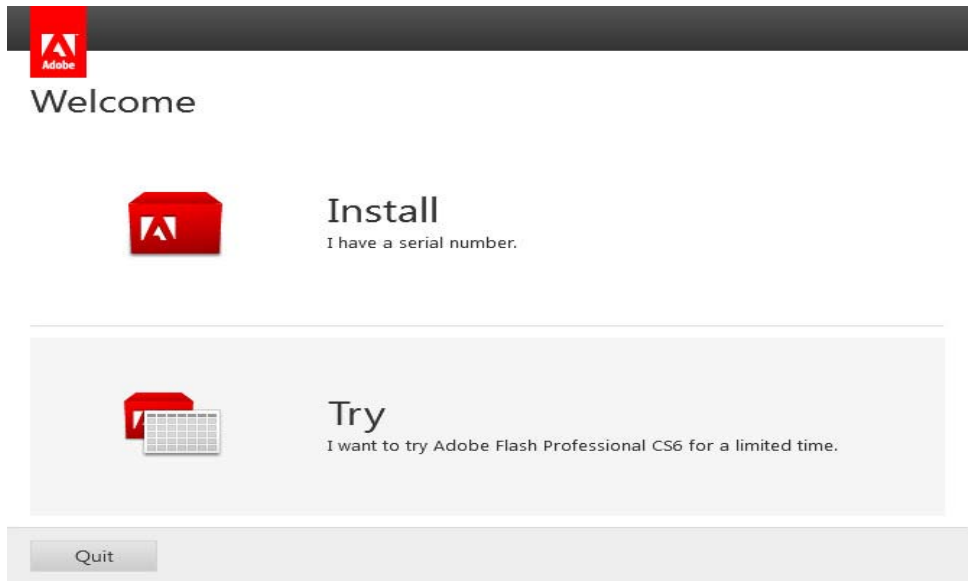 Adobe
Welcome
Install
I have a serial number.
Try
I want to try Adobe Flash Professional CS6 for a limited time.
Quit